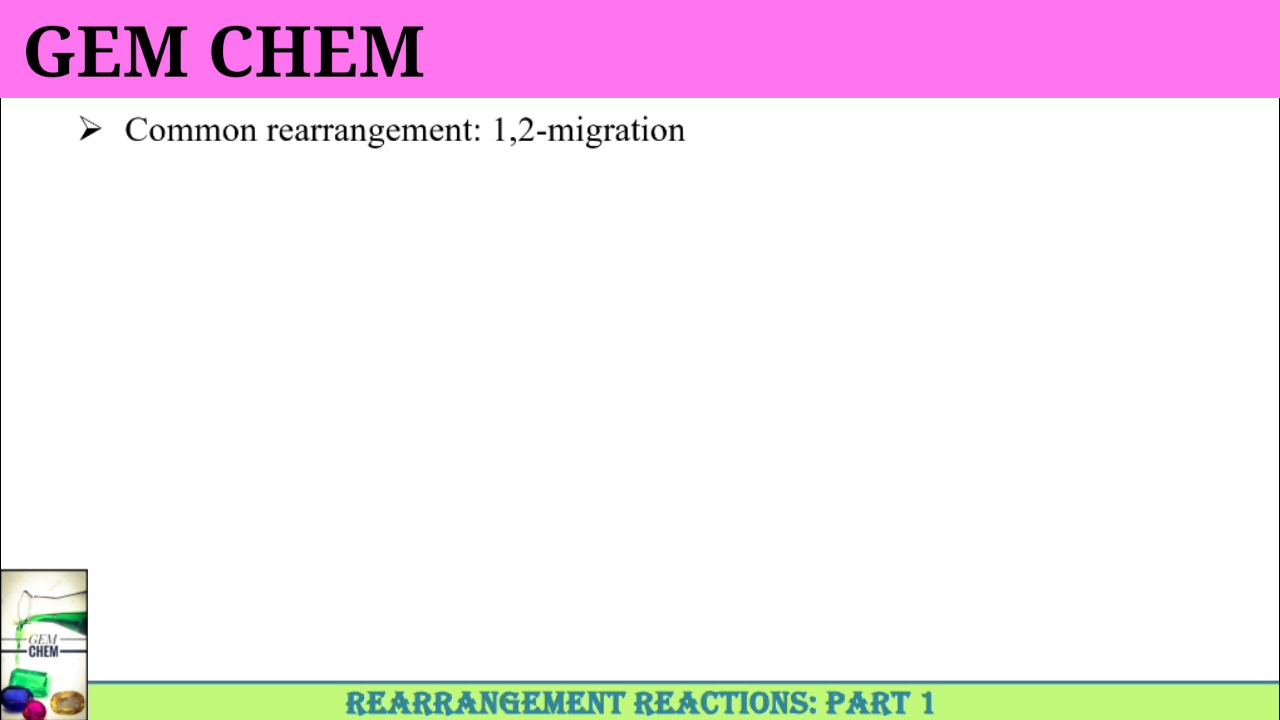 GEM CHEM
➢ Common rearrangement: 1,2-migration
GEM
CHEM
REARRANGEMENT REACTIONS: PART 1